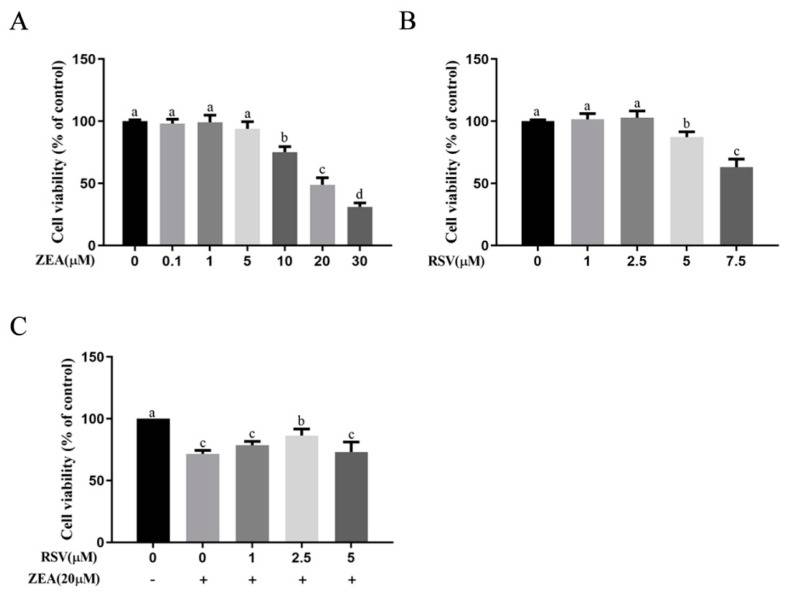 A
Cell viability (% of control)
150
100
50
0
a a a a b c d
ZEA(μM) 0 0.1 1 5 10 20 30
B
Cell viability (% of control)
150
100
50
0
a a a b c
RSV(μM) 0 1 2.5 5 7.5
C
Cell viability (% of control)
150
100
50
0
a c c b c
RSV(μM) 0 0 1 2.5 5
ZEA(20μM) - + + + +